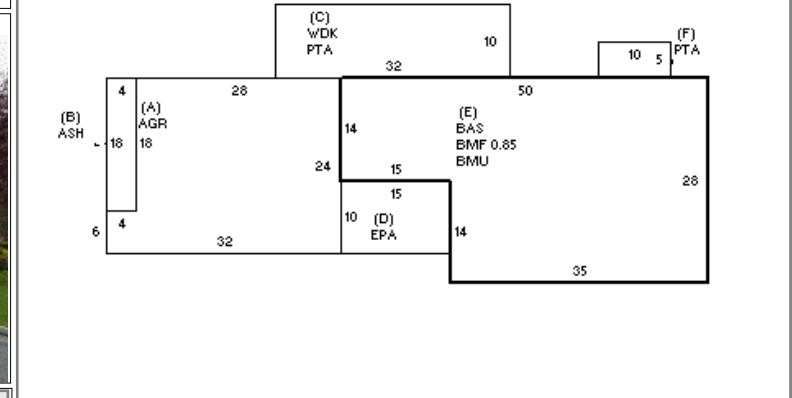 (C)
WDK
PTA
10
32
(F)
PTA
10
5
4
28
50
(B)
ASH
(A)
AGR
18
18
14
(E)
BAS
BMF 0.85
BMU
24
15
15
28
10
(D)
EPA
14
4
6
32
35